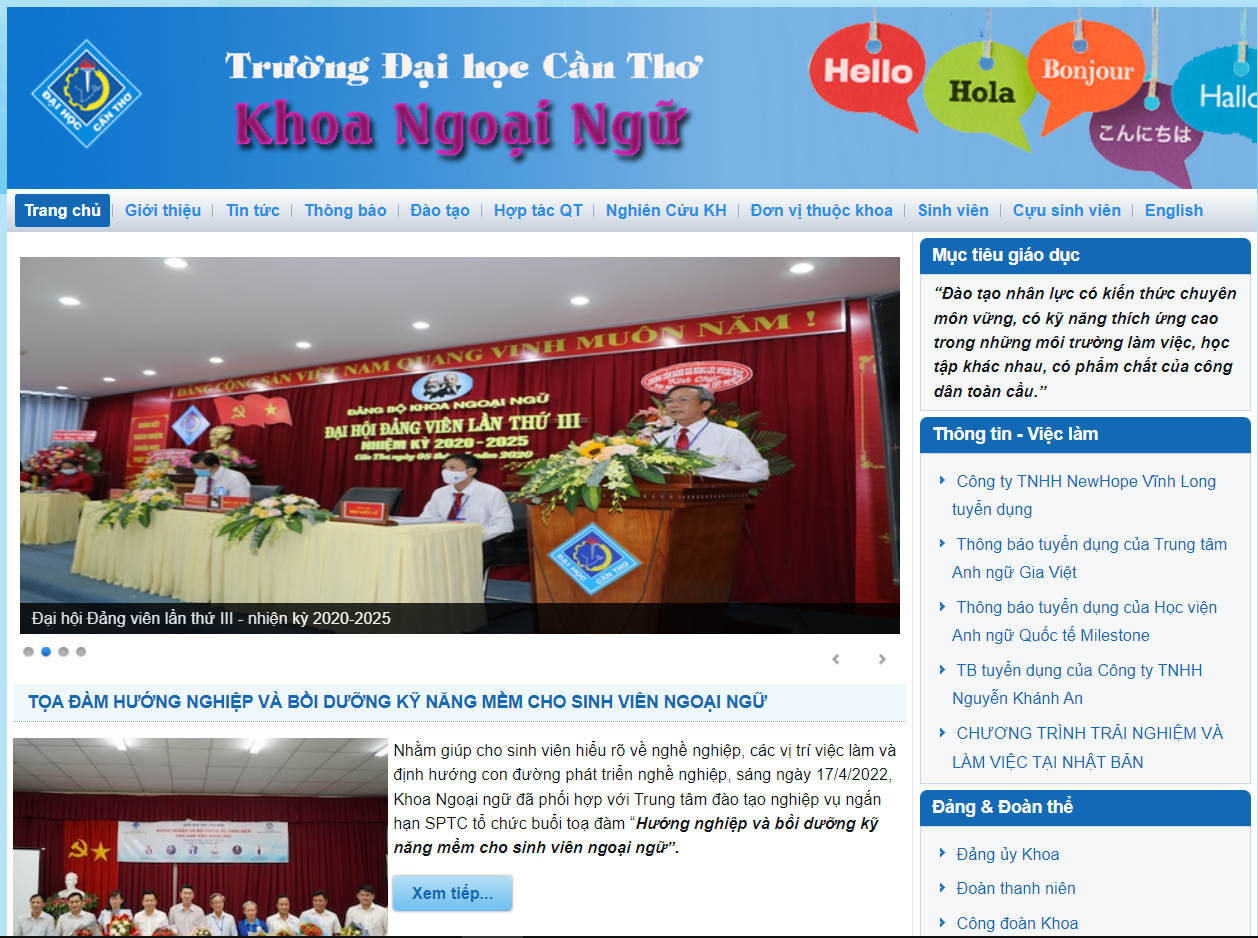 Trường Đại học Cần Thơ
Khoa Ngoại Ngữ
ĐẠI HỌC CẦN THƠ
Hello
Hola
Bonjour
こんにちは
Hallo
Trang chủ
Giới thiệu
Tin tức
Thông báo
Đào tạo
Hợp tác QT
Nghiên Cứu KH
Đơn vị thuộc khoa
Sinh viên
Cựu sinh viên
English
ĐẢNG CỘNG SẢN VIỆT NAM QUANG VINH MUÔN NĂM !
ĐẢNG BỘ KHOA NGOẠI NGỮ
ĐẠI HỘI ĐẢNG VIÊN LẦN THỨ III
NHIỆM KỲ 2020-2025
ĐẠI HỌC CẦN THƠ
Đại hội Đảng viên lần thứ III - nhiện kỳ 2020-2025
TỌA ĐÀM HƯỚNG NGHIỆP VÀ BỒI DƯỠNG KỸ NĂNG MỀM CHO SINH VIÊN NGOẠI NGỮ
Nhằm giúp cho sinh viên hiểu rõ về nghề nghiệp, các vị trí việc làm và
định hướng con đường phát triển nghề nghiệp, sáng ngày 17/4/2022,
Khoa Ngoại ngữ đã phối hợp với Trung tâm đào tạo nghiệp vụ ngắn
hạn SPTC tổ chức buổi toạ đàm “Hướng nghiệp và bồi dưỡng kỹ
năng mềm cho sinh viên ngoại ngữ”.
Xem tiếp...
Mục tiêu giáo dục
“Đào tạo nhân lực có kiến thức chuyên
môn vững, có kỹ năng thích ứng cao
trong những môi trường làm việc, học
tập khác nhau, có phẩm chất của công
dân toàn cầu.”
Thông tin - Việc làm
Công ty TNHH NewHope Vĩnh Long
tuyển dụng
Thông báo tuyển dụng của Trung tâm
Anh ngữ Gia Việt
Thông báo tuyển dụng của Học viện
Anh ngữ Quốc tế Milestone
TB tuyển dụng của Công ty TNHH
Nguyễn Khánh An
CHƯƠNG TRÌNH TRẢI NGHIỆM VÀ
LÀM VIỆC TẠI NHẬT BẢN
Đảng & Đoàn thể
Đảng ủy Khoa
Đoàn thanh niên
Công đoàn Khoa